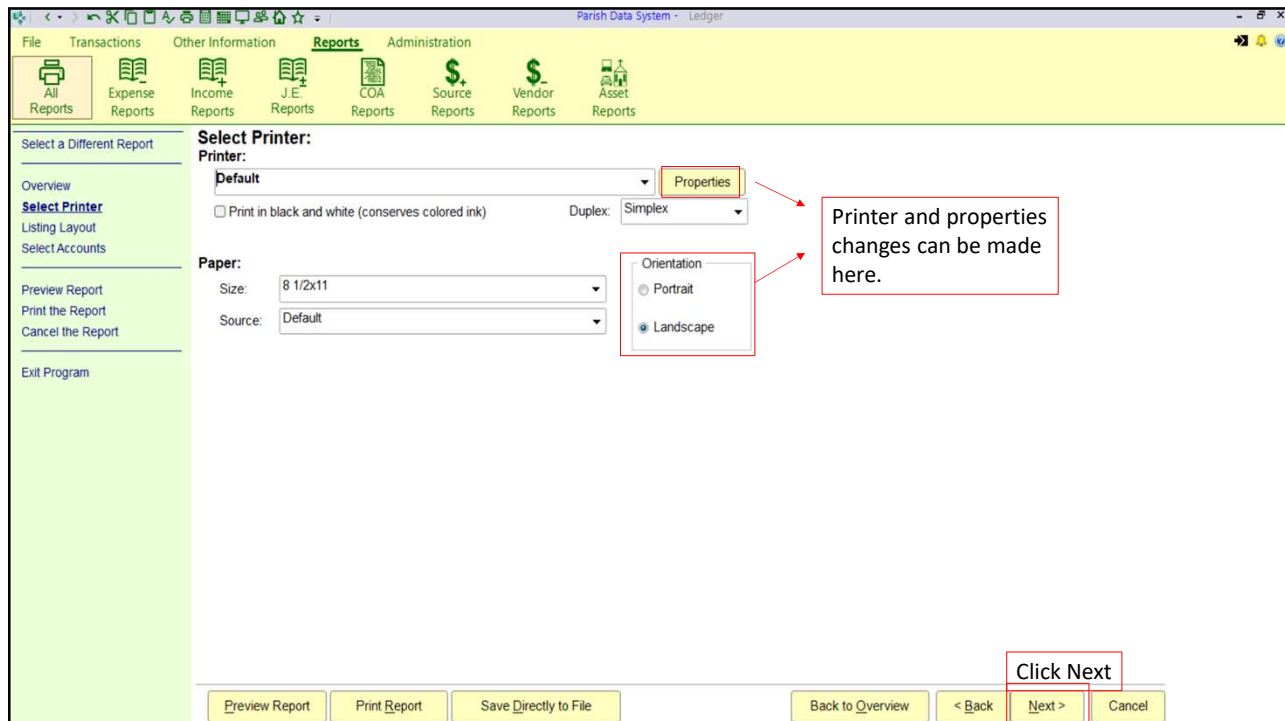 Parish Data System - Ledger
File Transactions Other Information Reports Administration
All Reports
Expense Reports
Income Reports
J.E. Reports
COA Reports
Source Reports
Vendor Reports
Asset Reports
Select a Different Report
Overview
Select Printer
Listing Layout
Select Accounts
Preview Report
Print the Report
Cancel the Report
Exit Program
Select Printer:
Printer:
Default
Properties
Print in black and white (conserves colored ink)
Duplex: Simplex
Paper:
Size: 8 1/2x11
Source: Default
Orientation
Portrait
Landscape
Printer and properties
changes can be made
here.
Click Next
Preview Report Print Report Save Directly to File Back to Overview < Back Next > Cancel